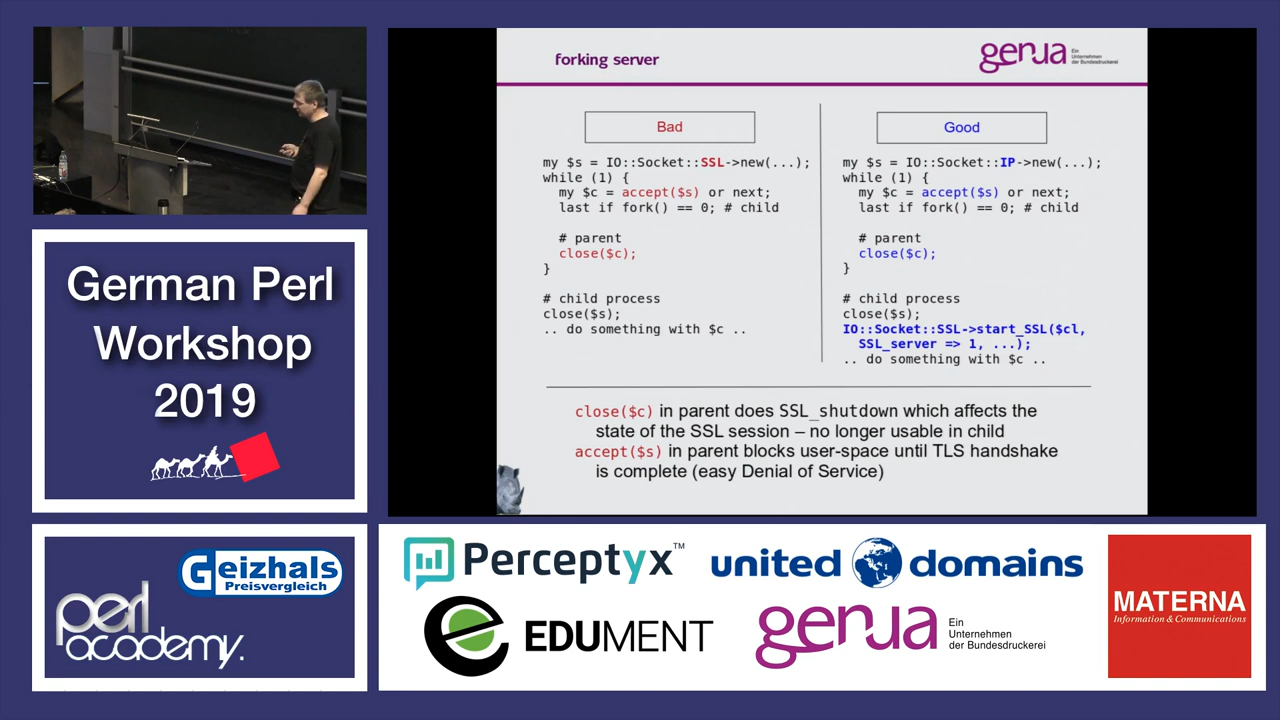 German Perl
Workshop
2019
Geizhals
Preisvergleich
perl
academy.
forking server
genua
Ein
Unternehmen
der Bundesdruckerei
Bad
my $s = IO::Socket::SSL->new(...);
while (1) {
my $c = accept($s) or next;
last if fork() == 0; # child
# parent
close($c);
}
# child process
close($s);
.. do something with $c ..
Good
my $s = IO::Socket::IP->new(...);
while (1) {
my $c = accept($s) or next;
last if fork() == 0; # child
# parent
close($c);
}
# child process
close($s);
IO::Socket::SSL->start_SSL($cl,
SSL_server => 1, ...);
.. do something with $c ..
close($c) in parent does SSL_shutdown which affects the
state of the SSL session – no longer usable in child
accept($s) in parent blocks user-space until TLS handshake
is complete (easy Denial of Service)
Perceptyx™
united domains
EDUMENT
genua
Ein
Unternehmen
der Bundesdruckerei
MATERNA
Information & Communications